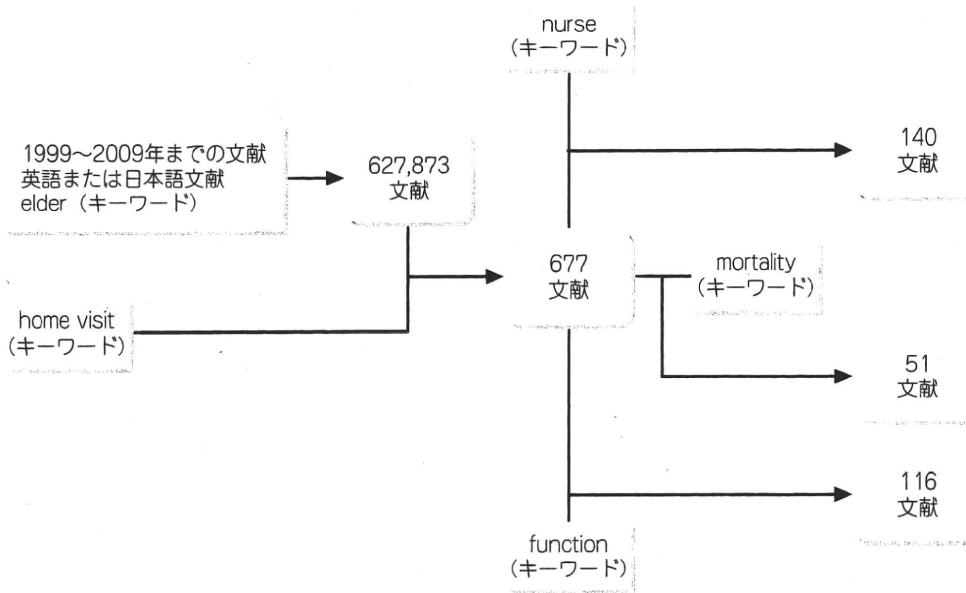 nurse
(キーワード)
1999〜2009年までの文献
英語または日本語文献
elder(キーワード)
627,873
文献
140
文献
677
文献
mortality
(キーワード)
home visit
(キーワード)
51
文献
116
文献
function
(キーワード)